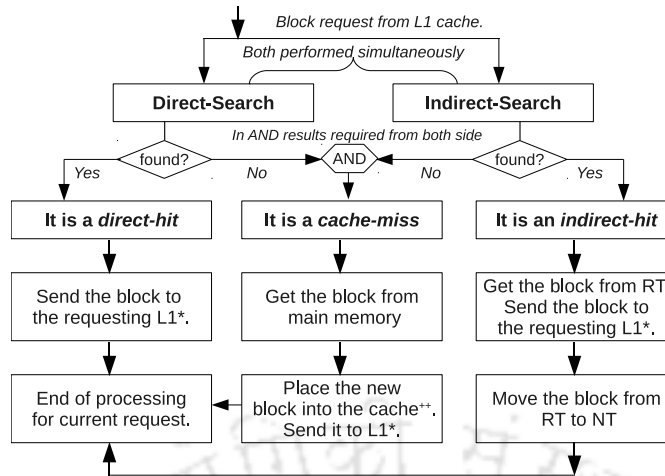 Block request from L1 cache.
Both performed simultaneously
Direct-Search
Indirect-Search
In AND results required from both side
found?
AND
found?
Yes
No
No
Yes
It is a direct-hit
It is a cache-miss
It is an indirect-hit
Send the block to
the requesting L1*.
Get the block from
main memory
Get the block from RT
Send the block to
the requesting L1*.
End of processing
for current request.
Place the new
block into the cache++.
Send it to L1*.
Move the block from
RT to NT